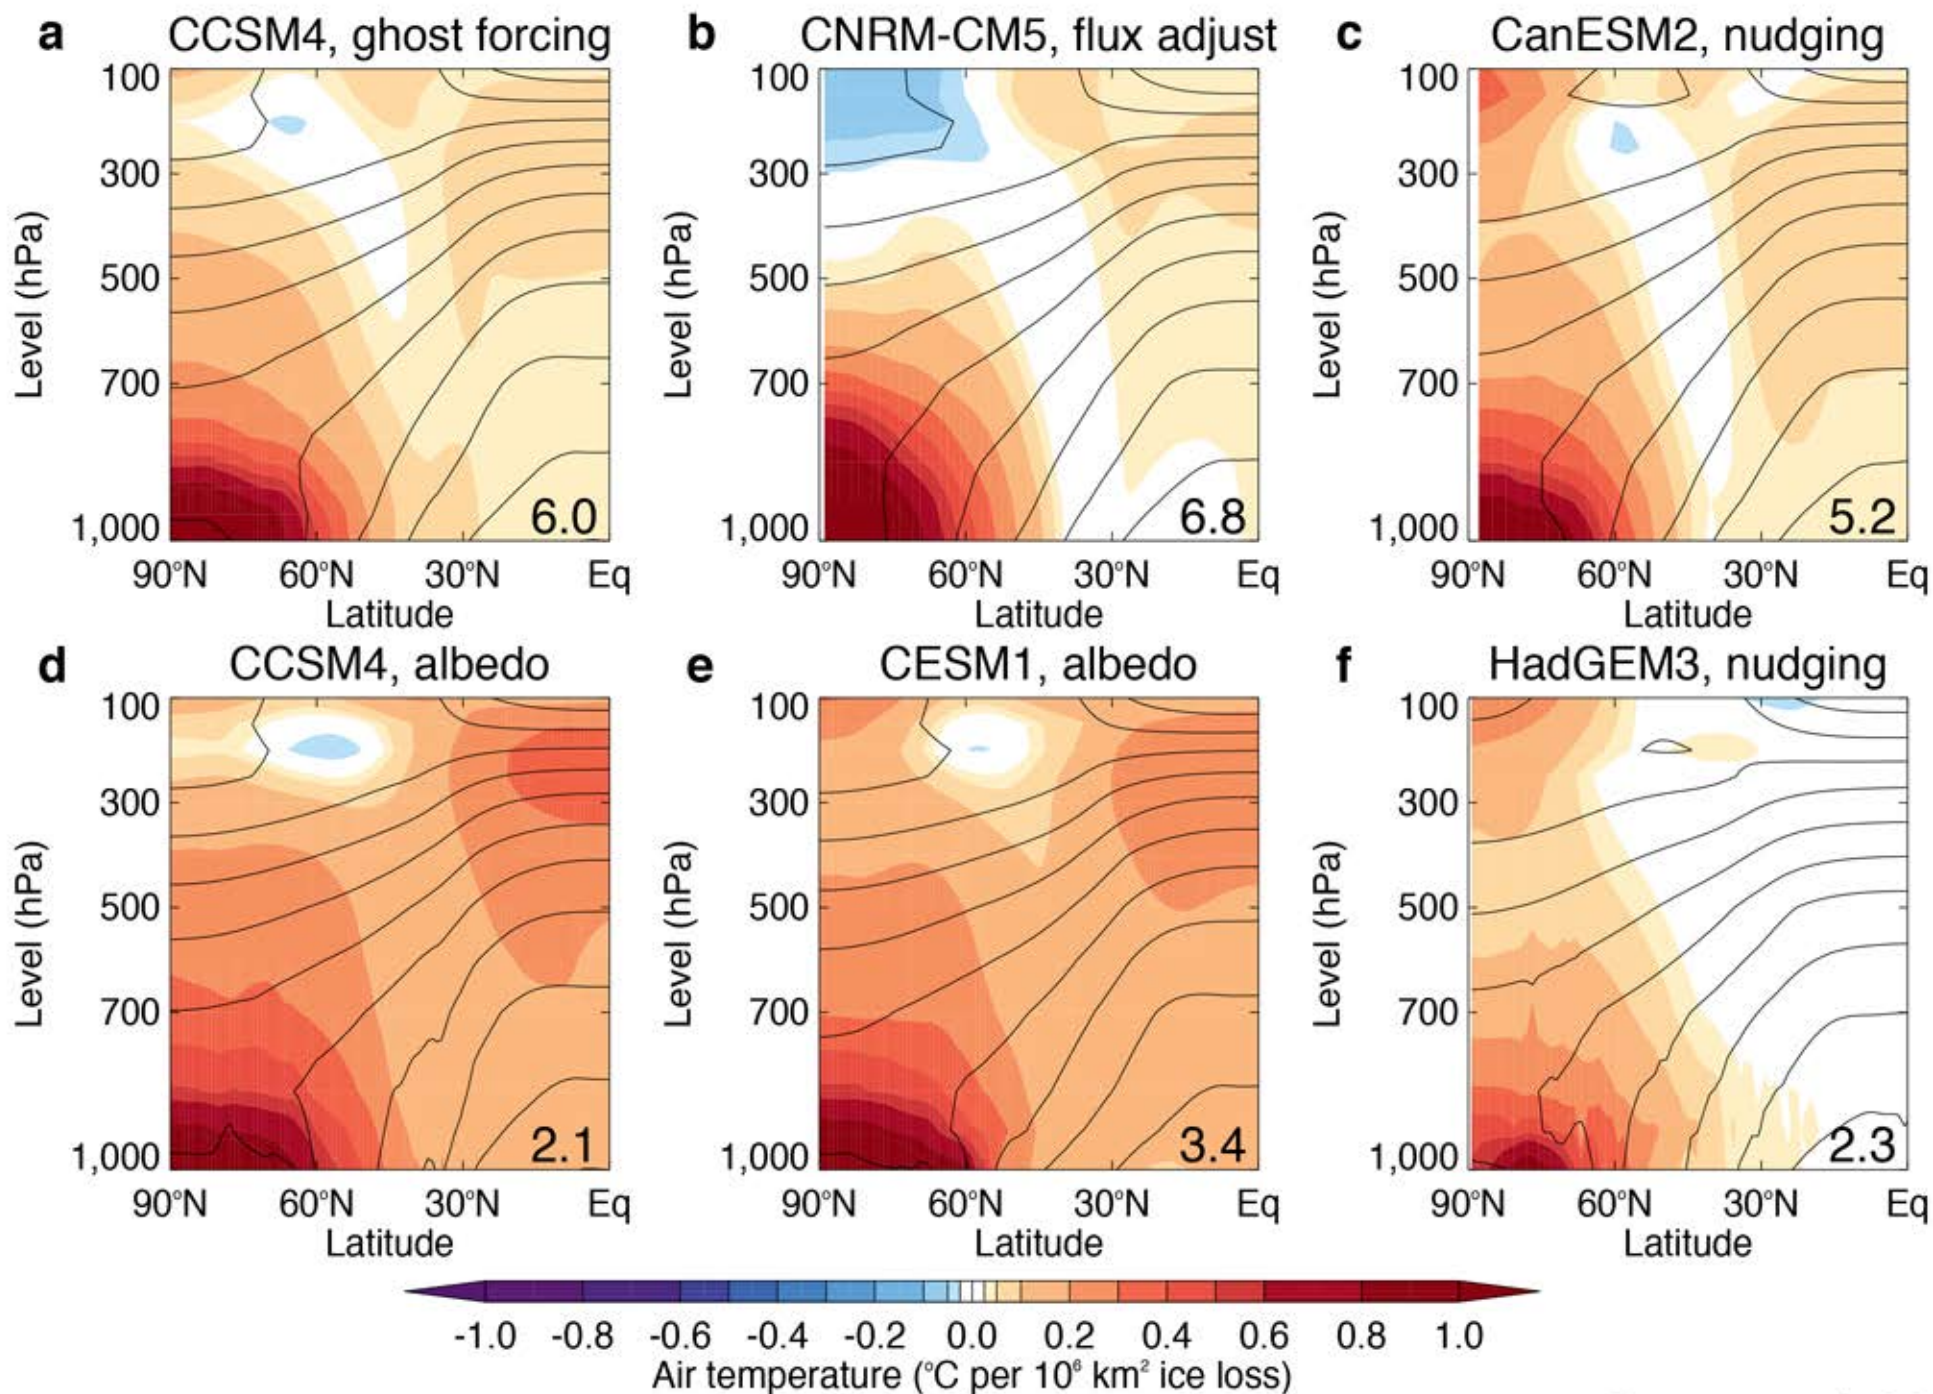 a CCSM4, ghost forcing
b CNRM-CM5, flux adjust
c CanESM2, nudging
100
300
500
700
1,000
Level (hPa)
6.0
90°N 60°N 30°N Eq
Latitude
100
300
500
700
1,000
Level (hPa)
6.8
90°N 60°N 30°N Eq
Latitude
100
300
500
700
1,000
Level (hPa)
5.2
90°N 60°N 30°N Eq
Latitude
d CCSM4, albedo
e CESM1, albedo
f HadGEM3, nudging
100
300
500
700
1,000
Level (hPa)
2.1
90°N 60°N 30°N Eq
Latitude
100
300
500
700
1,000
Level (hPa)
3.4
90°N 60°N 30°N Eq
Latitude
100
300
500
700
1,000
Level (hPa)
2.3
90°N 60°N 30°N Eq
Latitude
-1.0 -0.8 -0.6 -0.4 -0.2 0.0 0.2 0.4 0.6 0.8 1.0
Air temperature (°C per 10⁶ km² ice loss)